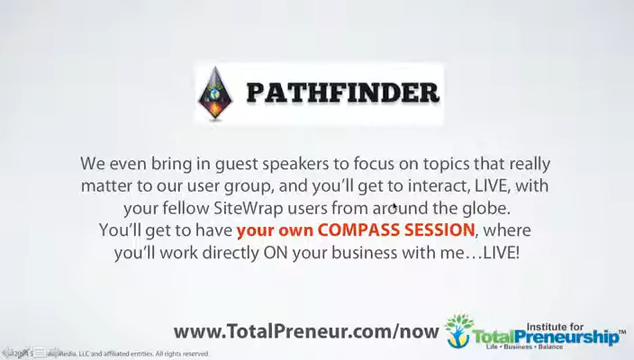 PATHFINDER
We even bring in guest speakers to focus on topics that really
matter to our user group, and you'll get to interact, LIVE, with
your fellow SiteWrap users from around the globe.
You'll get to have your own COMPASS SESSION, where
you'll work directly ON your business with me…LIVE!
www.TotalPreneur.com/now
Institute for
TotalPreneurship™
Life • Business • Balance
Media, LLC and affiliated entities. All rights reserved.